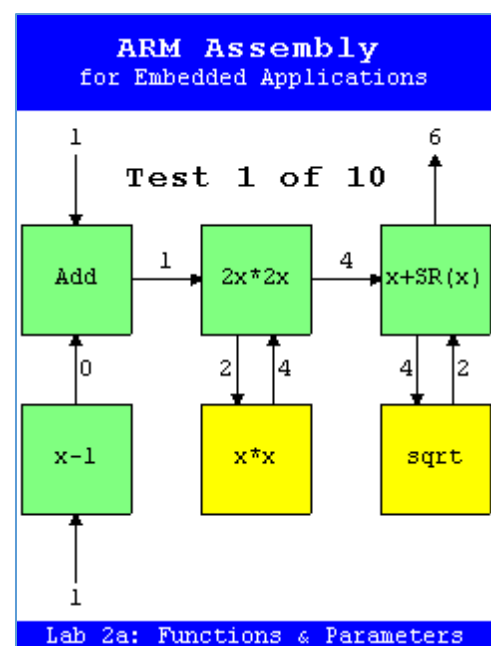 ARM Assembly
for Embedded Applications
1 6
Test 1 of 10
Add 1 2x*2x 4 x+SR(x)
0 2 4 4 2
x-1 x*x sqrt
1
Lab 2a: Functions & Parameters